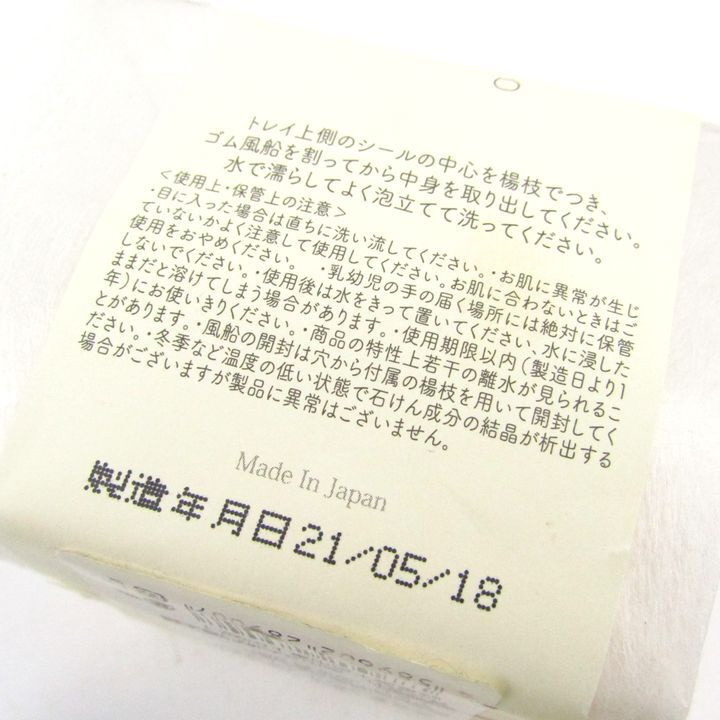 トレイ上側のシールの中心を楊枝でつき、
ゴム風船を割ってから中身を取り出してください。
水で濡らしてよく泡立てて洗ってください。
＜使用上・保管上の注意＞
・目に入った場合は直ちに洗い流してください。・お肌に異常が生じ
ていないかよく注意して使用してください。お肌に合わないときはご
使用をおやめください。 ・乳幼児の手の届く場所には絶対に保管
しないでください。・使用後は水をきって置いてください、水に浸した
ままだと溶けてしまう場合があります。・使用期限以内(製造日より1
年)にお使いきりください。・商品の特性上若干の離水が見られるこ
とがあります。・風船の開封は穴から付属の楊枝を用いて開封してく
ださい。・冬季など温度の低い状態で石けん成分の結晶が析出する
場合がございますが製品に異常はございません。
Made In Japan
製造年月日21/05/18